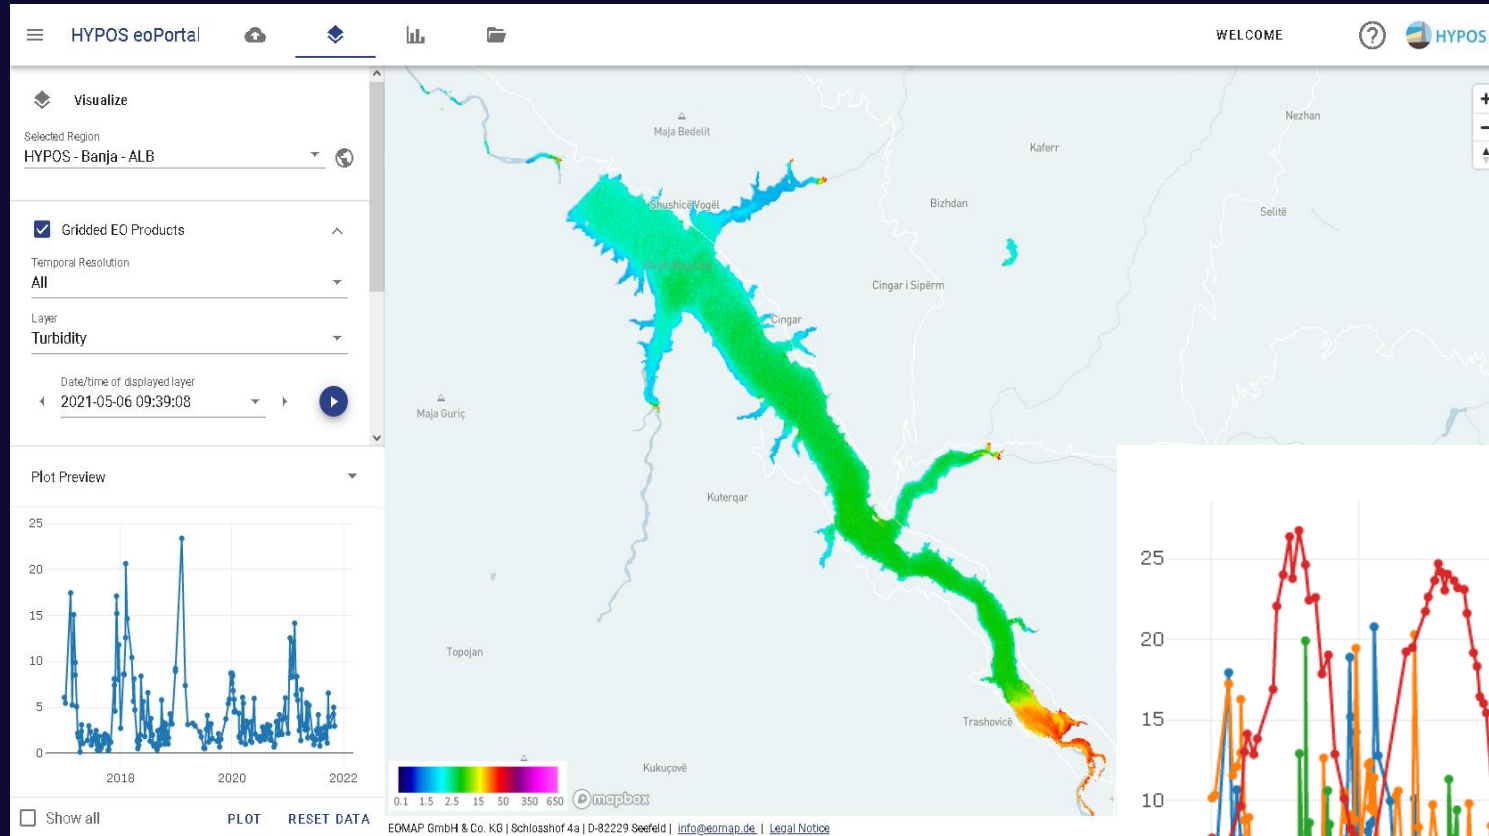 HYPOS eoPortal
WELCOME
?
HYPOS
Visualize
Selected Region
HYPOS - Banja - ALB
Gridded EO Products
Temporal Resolution
All
Layer
Turbidity
Date/time of displayed layer
2021-05-06 09:39:08
Plot Preview
25
20
15
10
5
0
2018 2020 2022
Show all
PLOT RESET DATA
Maja Bedelit
Nezhan
Kaferr
Shushicë Vogël
Bizhdan
Selitë
Cingar i Sipërm
Cingar
Maja Guriç
Kuterqar
Topojan
Trashovicë
Kukuçovë
0.1 1.5 2.5 15 50 350 650
mapbox
EOMAP GmbH & Co. KG | Schlosshof 4a | D-82229 Seefeld | info@eomap.de | Legal Notice
25
20
15
10